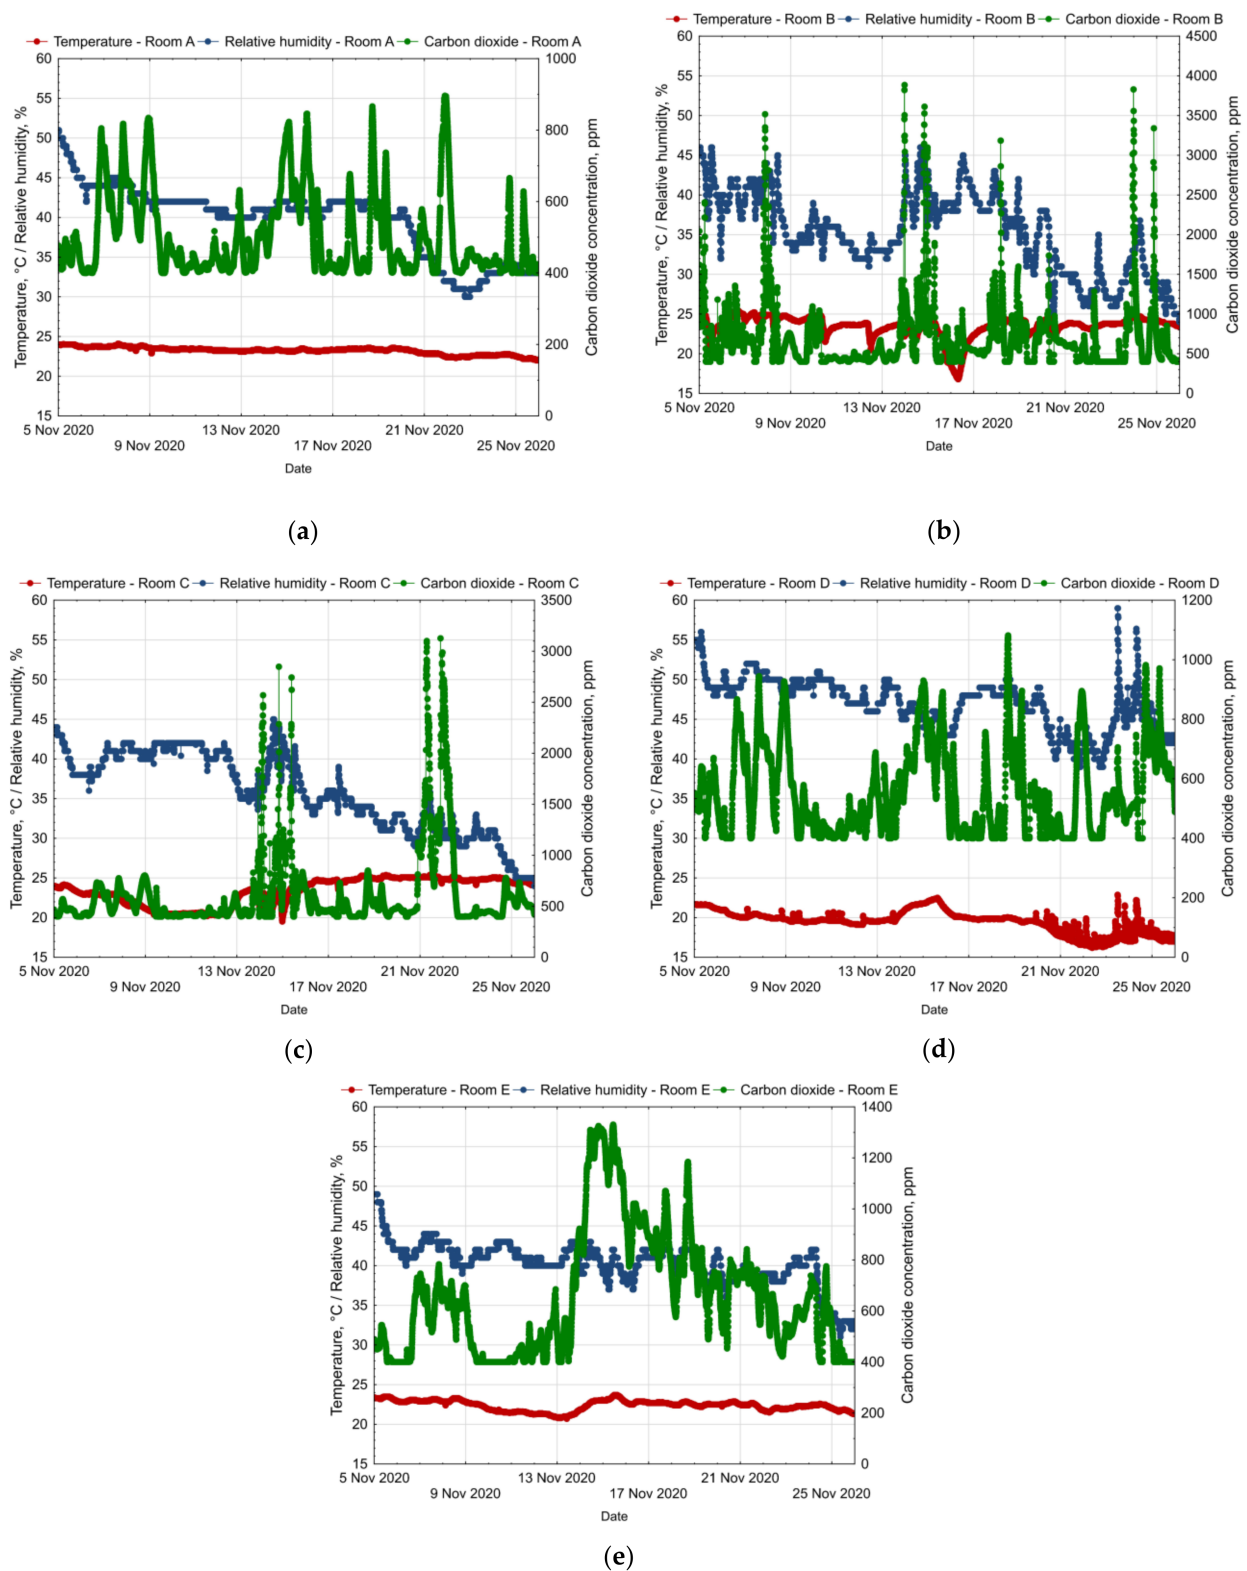 Temperature - Room A Relative humidity - Room A Carbon dioxide - Room A
60 1000
55
50 800
45
40 600
35 400
30
25 200
20
15 0
Temperature, °C / Relative humidity, %
Carbon dioxide concentration, ppm
5 Nov 2020 13 Nov 2020 21 Nov 2020
9 Nov 2020 17 Nov 2020 25 Nov 2020
Date
(a)
Temperature - Room B Relative humidity - Room B Carbon dioxide - Room B
60 4500
55 4000
50 3500
45 3000
40 2500
35 2000
30 1500
25 1000
20 500
15 0
Temperature, °C / Relative humidity, %
Carbon dioxide concentration, ppm
5 Nov 2020 13 Nov 2020 21 Nov 2020
9 Nov 2020 17 Nov 2020 25 Nov 2020
Date
(b)
Temperature - Room C Relative humidity - Room C Carbon dioxide - Room C
60 3500
55 3000
50 2500
45 2000
40
35 1500
30 1000
25
20 500
15 0
Temperature, °C / Relative humidity, %
Carbon dioxide concentration, ppm
5 Nov 2020 13 Nov 2020 21 Nov 2020
9 Nov 2020 17 Nov 2020 25 Nov 2020
Date
(c)
Temperature - Room D Relative humidity - Room D Carbon dioxide - Room D
60 1200
55 1000
50
45 800
40 600
35
30 400
25 200
20
15 0
Temperature, °C / Relative humidity, %
Carbon dioxide concentration, ppm
5 Nov 2020 13 Nov 2020 21 Nov 2020
9 Nov 2020 17 Nov 2020 25 Nov 2020
Date
(d)
Temperature - Room E Relative humidity - Room E Carbon dioxide - Room E
60 1400
55 1200
50 1000
45 800
40
35 600
30 400
25 200
20
15 0
Temperature, °C / Relative humidity, %
Carbon dioxide concentration, ppm
5 Nov 2020 13 Nov 2020 21 Nov 2020
9 Nov 2020 17 Nov 2020 25 Nov 2020
Date
(e)